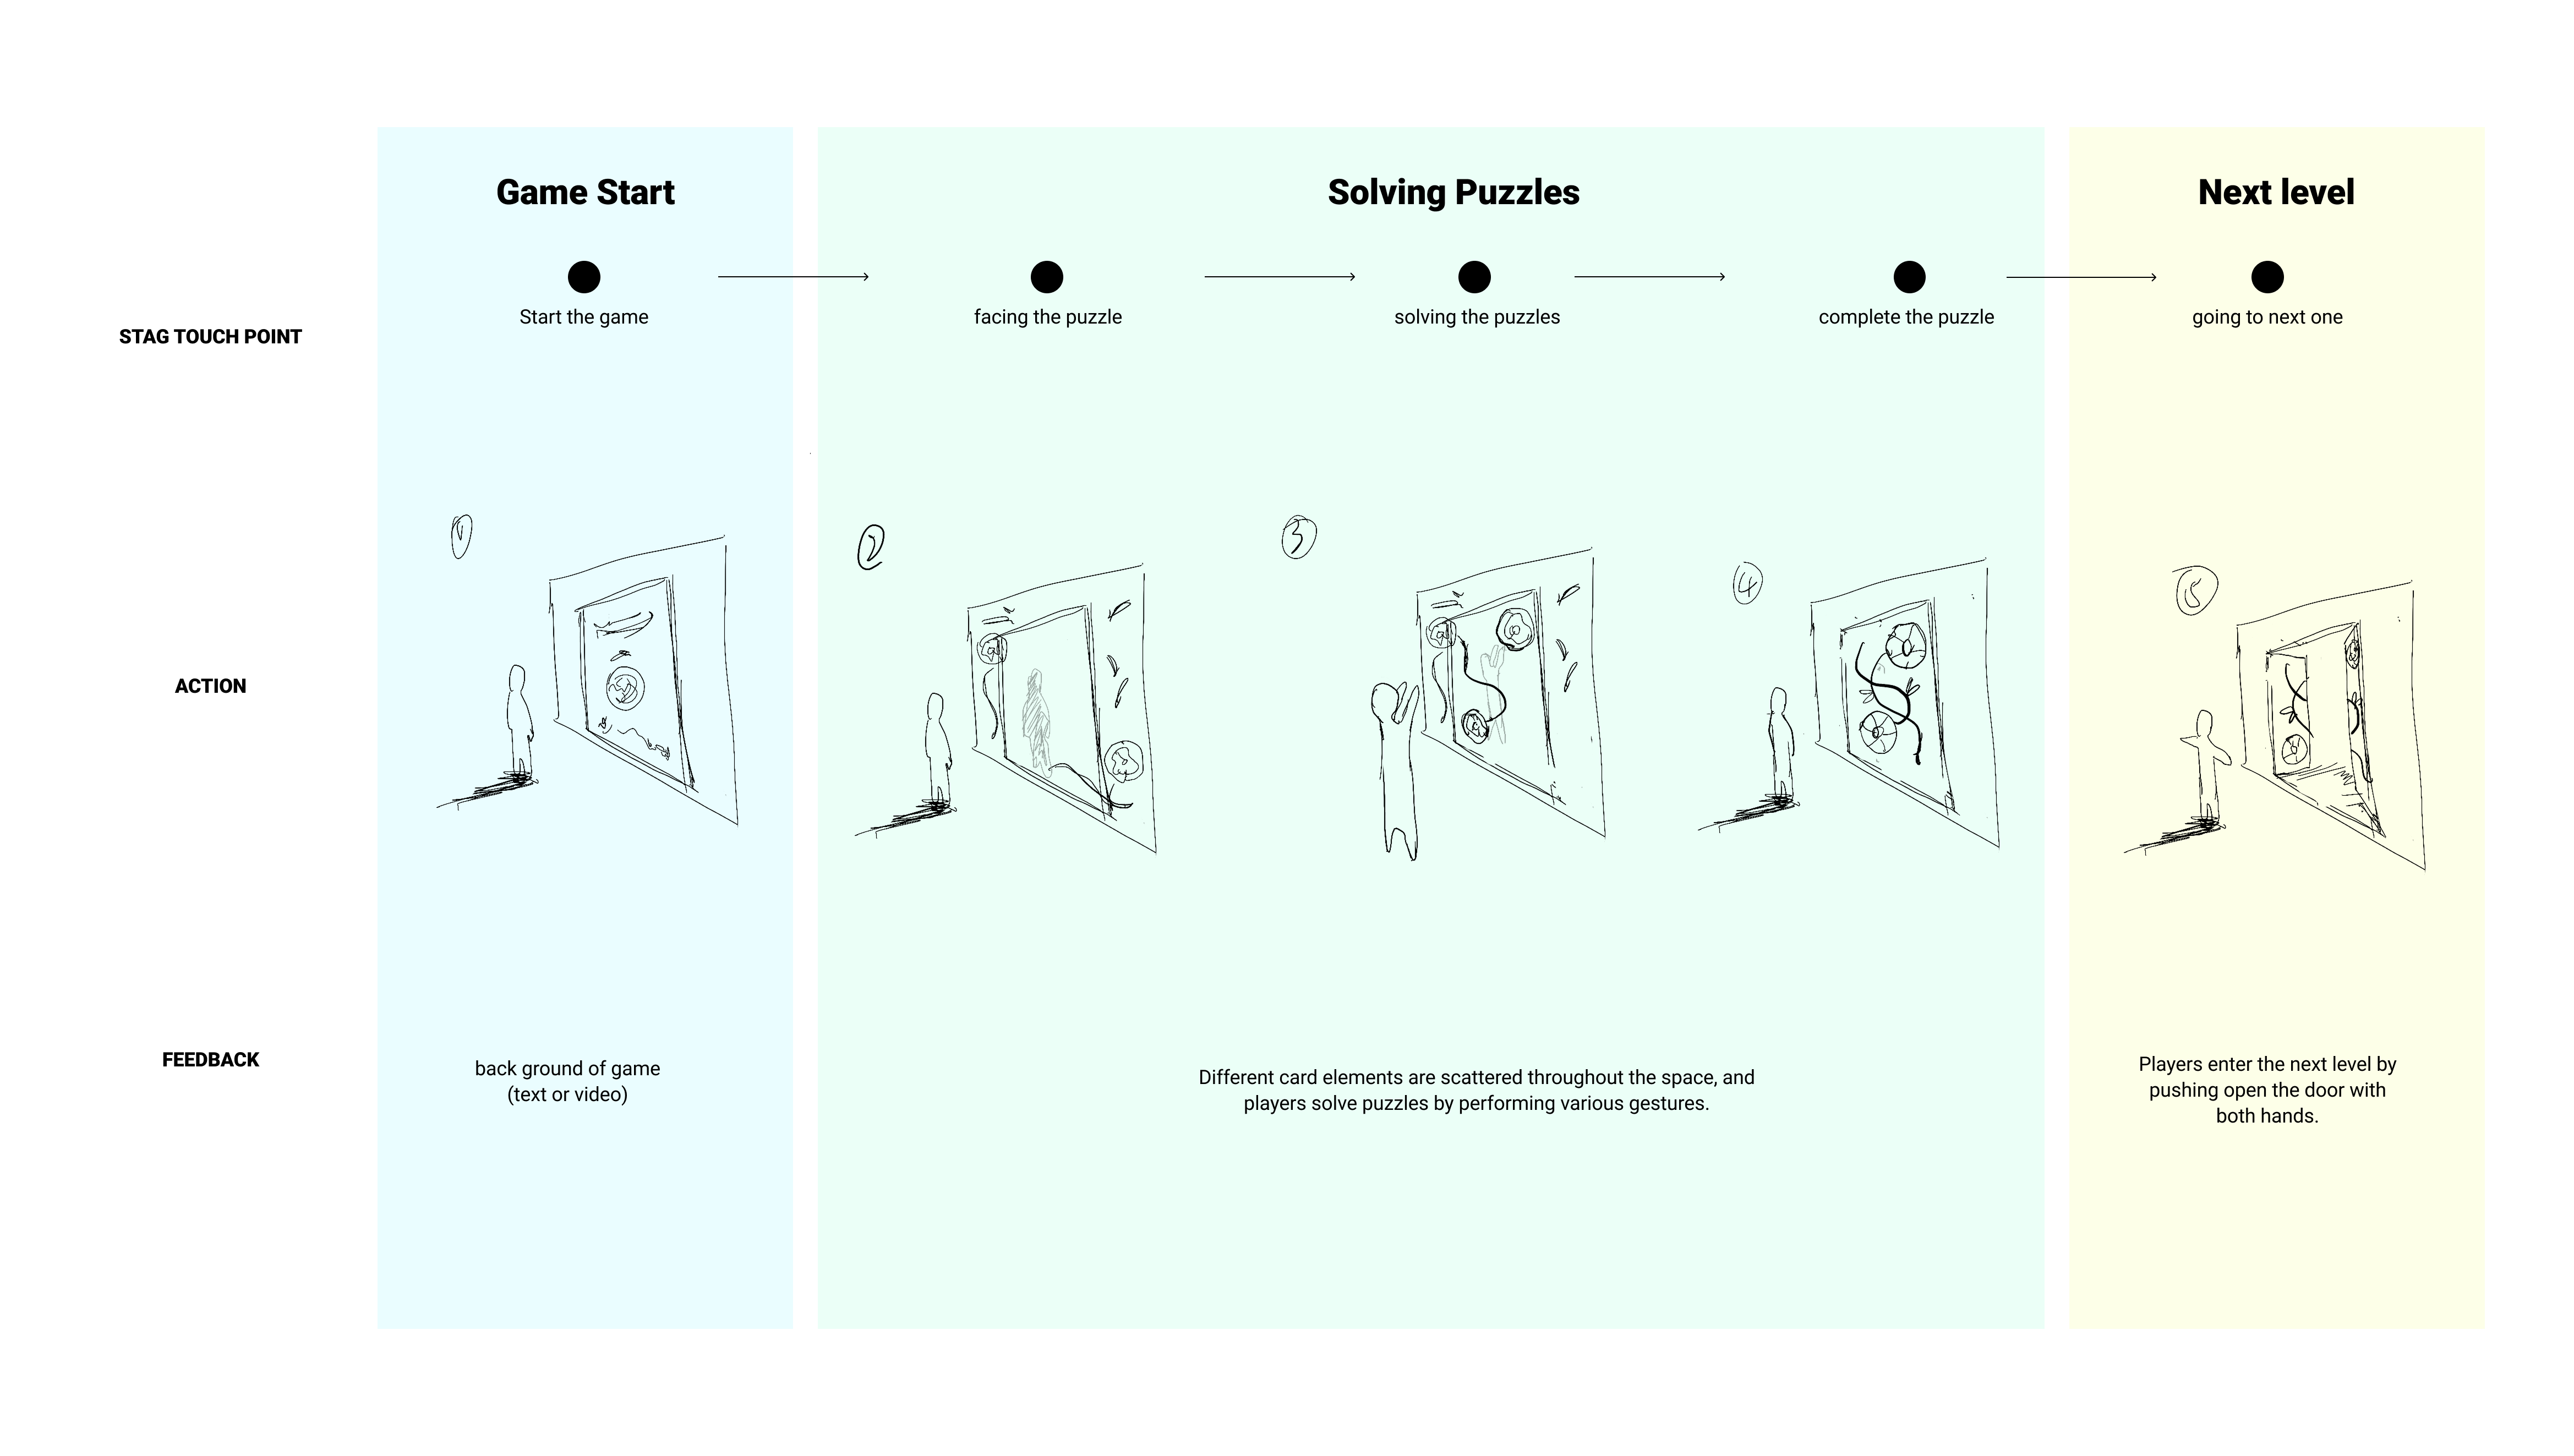 Game Start
Solving Puzzles
Next level
Start the game
facing the puzzle
solving the puzzles
complete the puzzle
going to next one
STAG TOUCH POINT
1
2
3
4
5
ACTION
FEEDBACK
back ground of game
(text or video)
Different card elements are scattered throughout the space, and
players solve puzzles by performing various gestures.
Players enter the next level by
pushing open the door with
both hands.